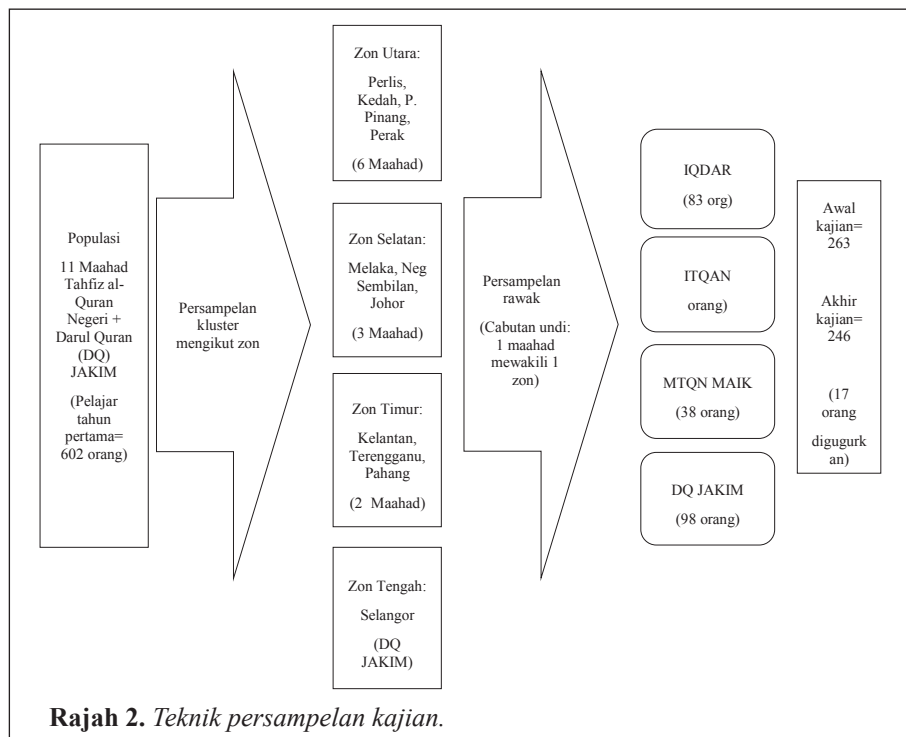 Populasi
11 Maahad
Tahfiz al-
Quran
Negeri +
Darul Quran
(DQ)
JAKIM
(Pelajar
tahun
pertama=
602 orang)
Persampelan
kluster
mengikut zon
Zon Utara:
Perlis,
Kedah, P.
Pinang,
Perak
(6 Maahad)
Zon Selatan:
Melaka, Neg
Sembilan,
Johor
(3 Maahad)
Zon Timur:
Kelantan,
Terengganu,
Pahang
(2 Maahad)
Zon Tengah:
Selangor
(DQ
JAKIM)
Persampelan
rawak
(Cabutan undi:
1 maahad
mewakili 1
zon)
IQDAR
(83 org)
ITQAN
orang)
MTQN MAIK
(38 orang)
DQ JAKIM
(98 orang)
Awal
kajian=
263
Akhir
kajian=
246
(17
orang
digugurk
an)
Rajah 2. Teknik persampelan kajian.